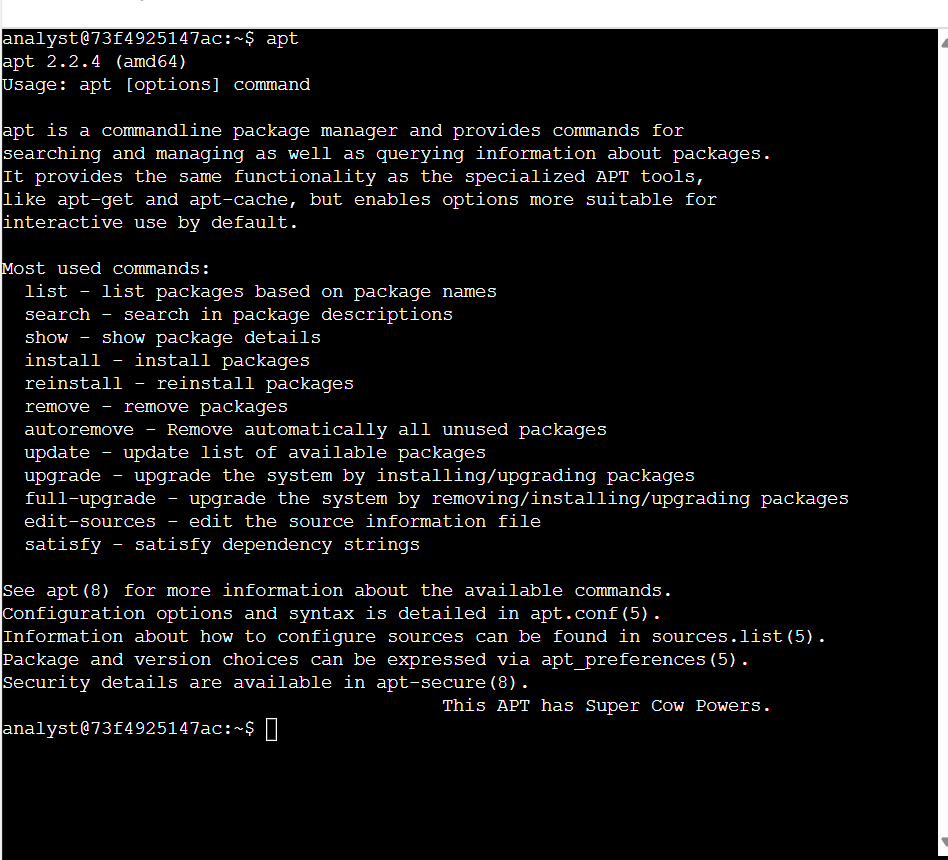 analyst@73f4925147ac:~$ apt
apt 2.2.4 (amd64)
Usage: apt [options] command
apt is a commandline package manager and provides commands for
searching and managing as well as querying information about packages.
It provides the same functionality as the specialized APT tools,
like apt-get and apt-cache, but enables options more suitable for
interactive use by default.
Most used commands:
list - list packages based on package names
search - search in package descriptions
show - show package details
install - install packages
reinstall - reinstall packages
remove - remove packages
autoremove - Remove automatically all unused packages
update - update list of available packages
upgrade - upgrade the system by installing/upgrading packages
full-upgrade - upgrade the system by removing/installing/upgrading packages
edit-sources - edit the source information file
satisfy - satisfy dependency strings
See apt(8) for more information about the available commands.
Configuration options and syntax is detailed in apt.conf(5).
Information about how to configure sources can be found in sources.list(5).
Package and version choices can be expressed via apt_preferences(5).
Security details are available in apt-secure(8).
This APT has Super Cow Powers.
analyst@73f4925147ac:~$